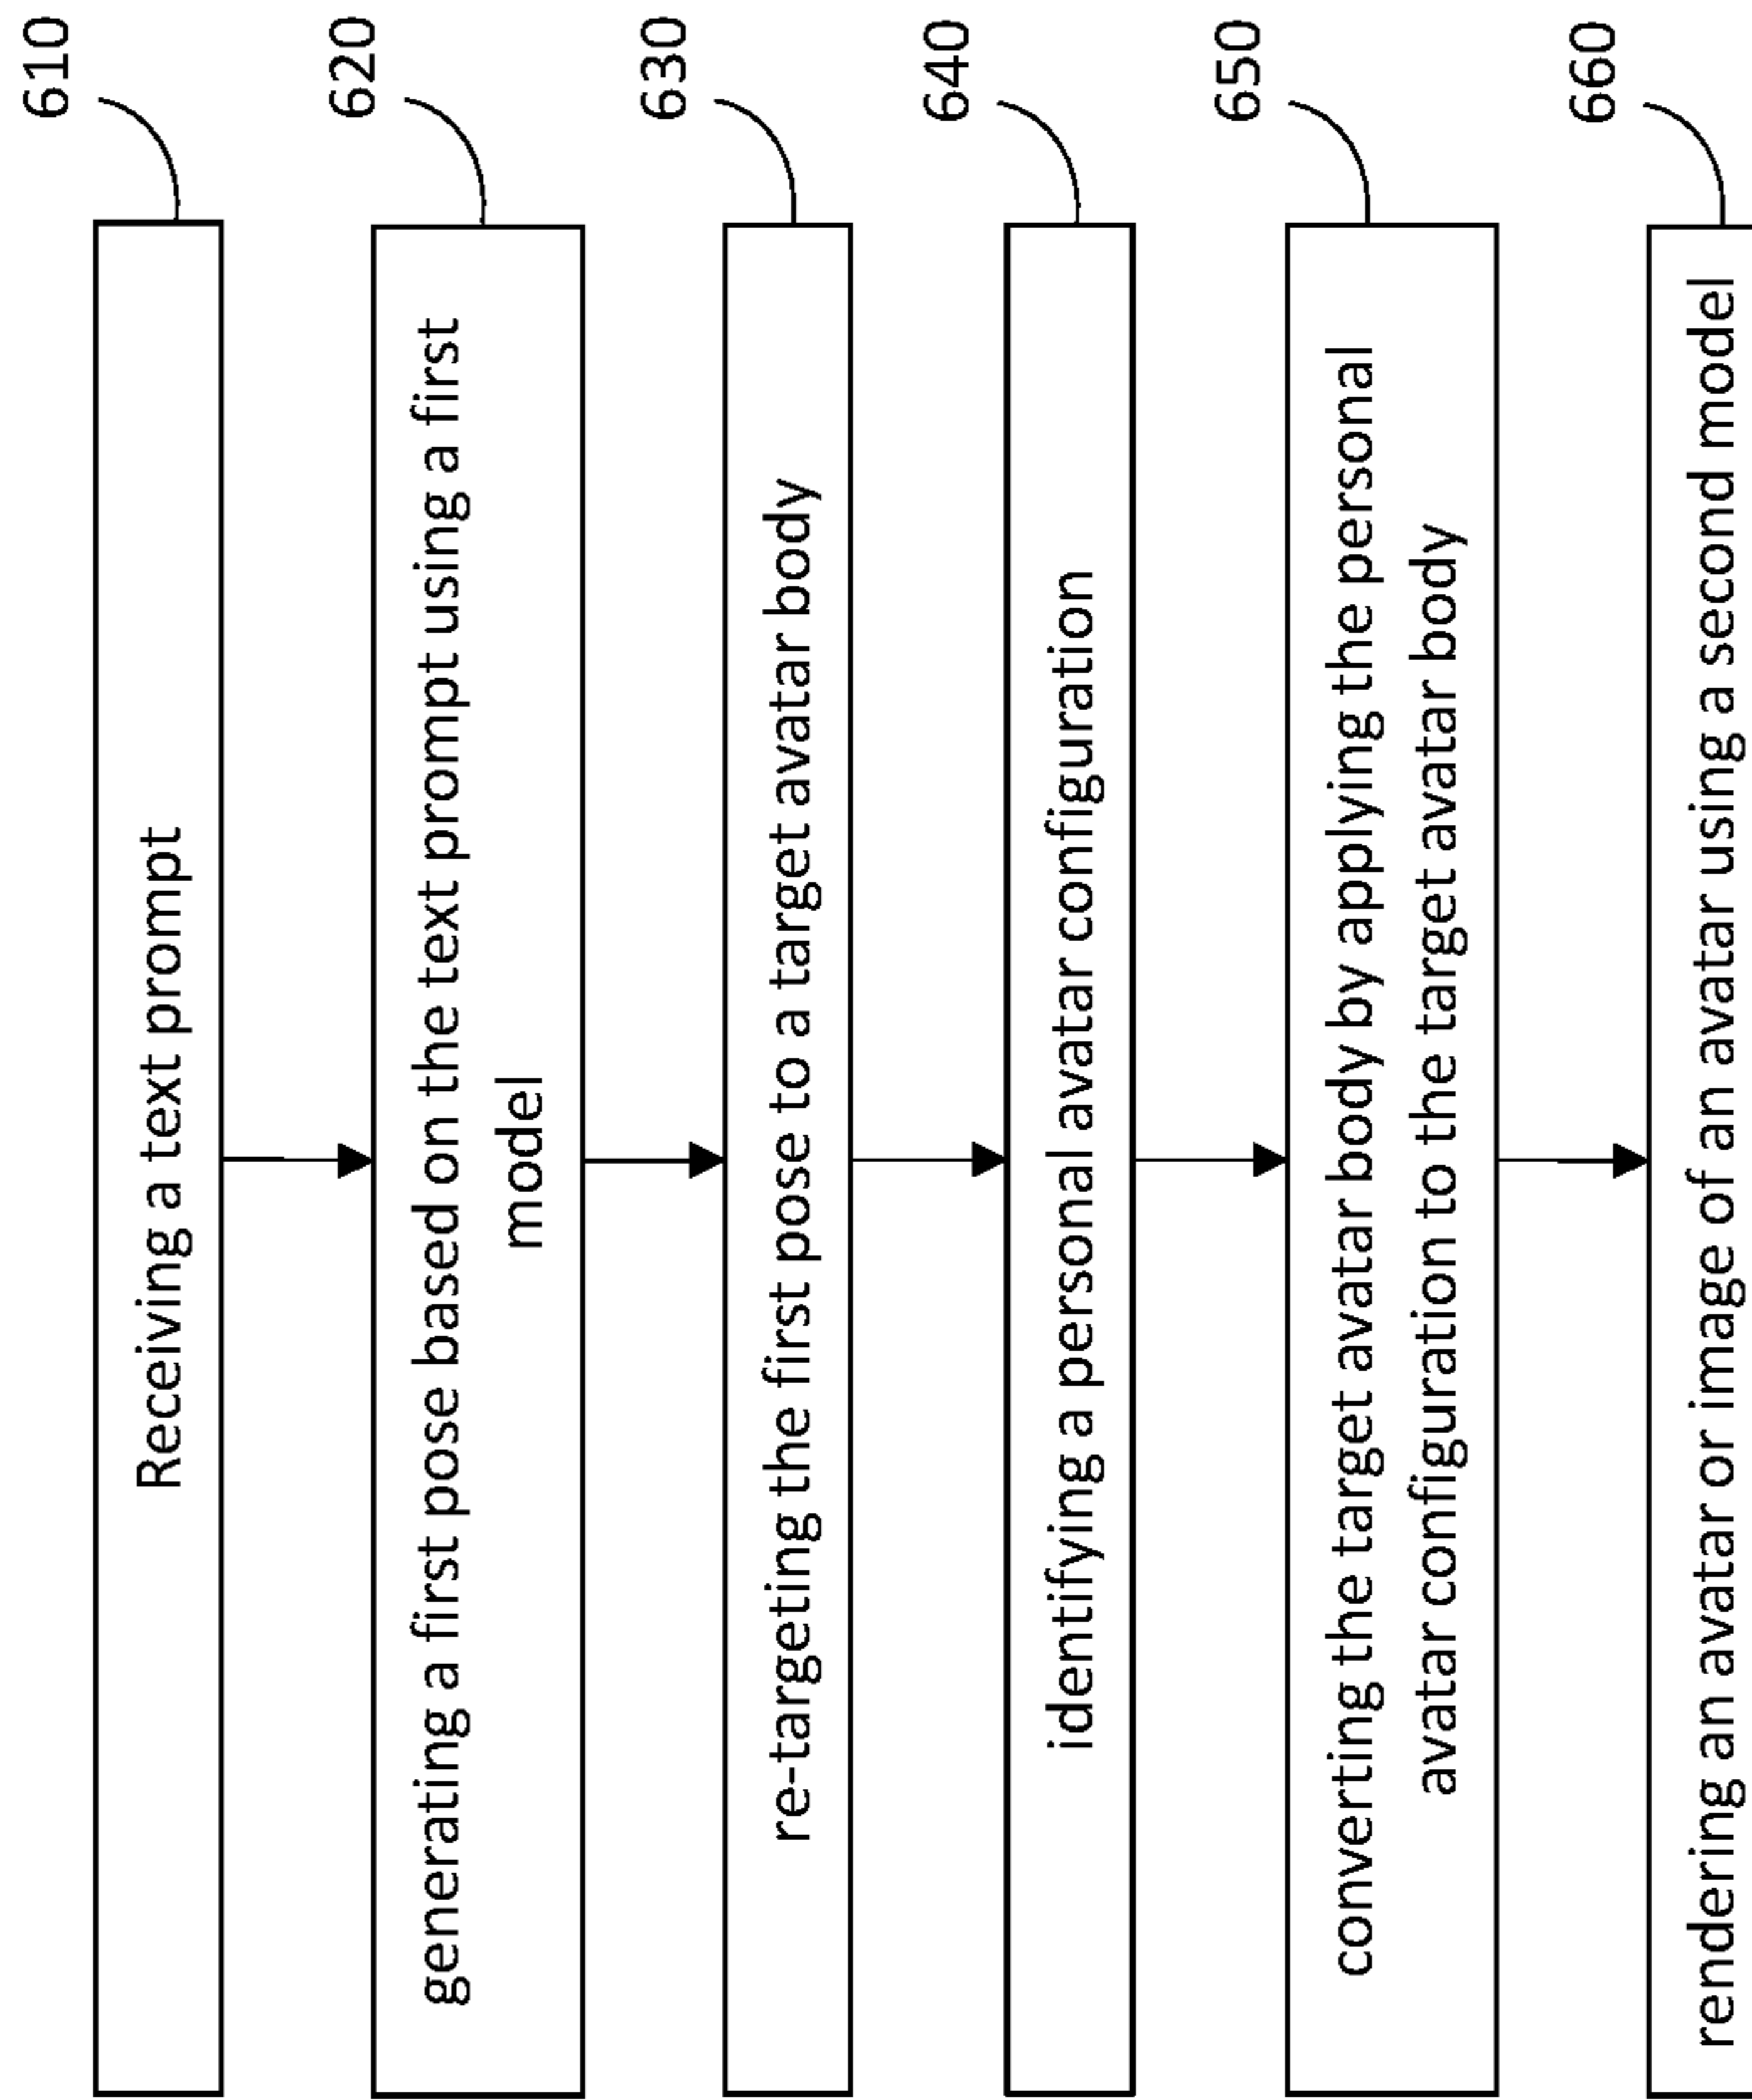 610
Receiving a text prompt
620
generating a first pose based on the text prompt using a first
model
630
re-targeting the first pose to a target avatar body
640
identifying a personal avatar configuration
650
converting the target avatar body by applying the personal
avatar configuration to the target avatar body
660
rendering an avatar or image of an avatar using a second model